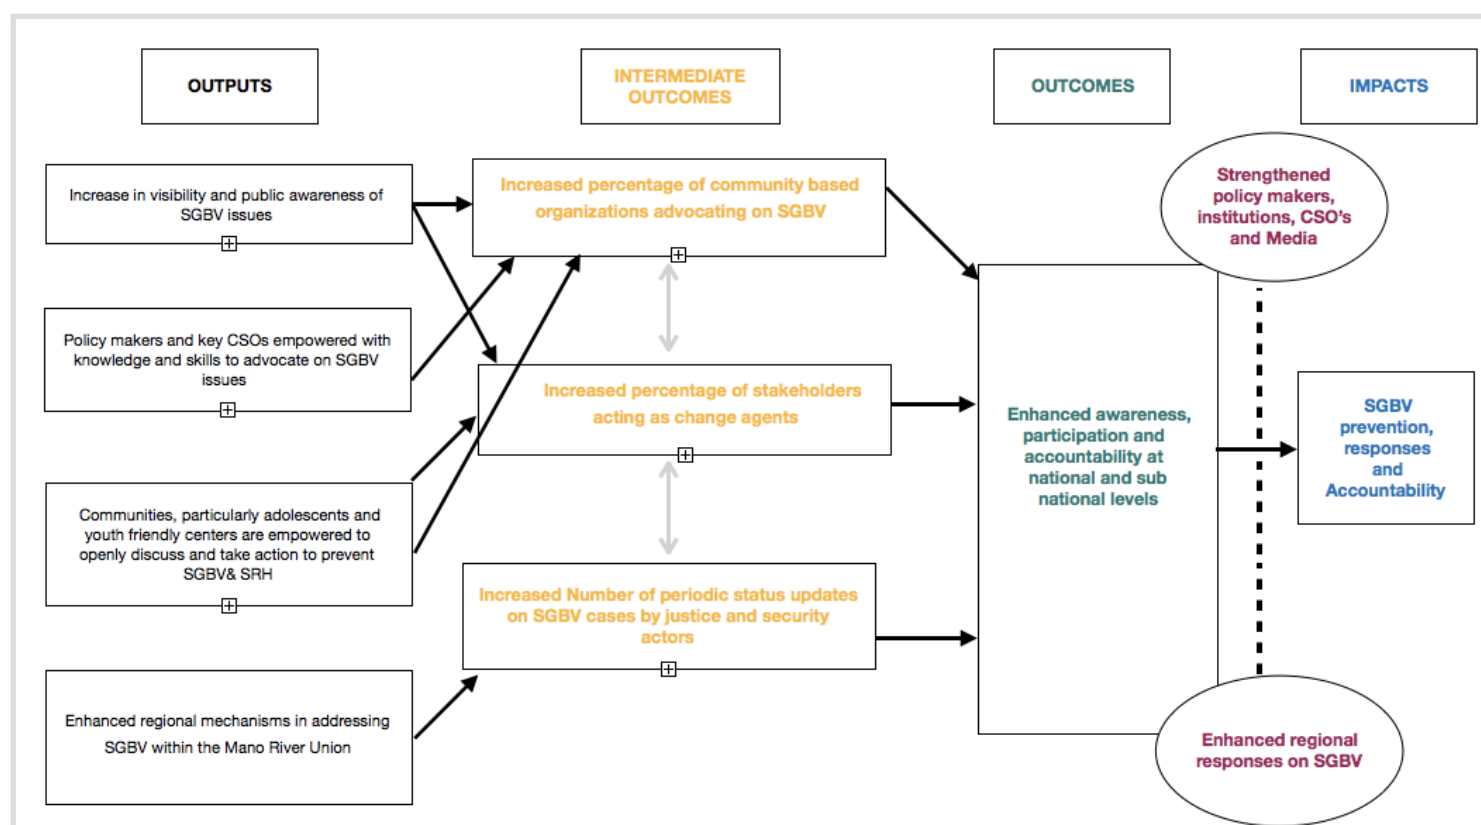 OUTPUTS
INTERMEDIATE
OUTCOMES
OUTCOMES
IMPACTS
Increase in visibility and public awareness of
SGBV issues
Policy makers and key CSOs empowered with
knowledge and skills to advocate on SGBV
issues
Communities, particularly adolescents and
youth friendly centers are empowered to
openly discuss and take action to prevent
SGBV& SRH
Enhanced regional mechanisms in addressing
SGBV within the Mano River Union
Increased percentage of community based
organizations advocating on SGBV
Increased percentage of stakeholders
acting as change agents
Increased Number of periodic status updates
on SGBV cases by justice and security
actors
Enhanced awareness,
participation and
accountability at
national and sub
national levels
Strengthened
policy makers,
institutions, CSO's
and Media
SGBV
prevention,
responses
and
Accountability
Enhanced regional
responses on SGBV